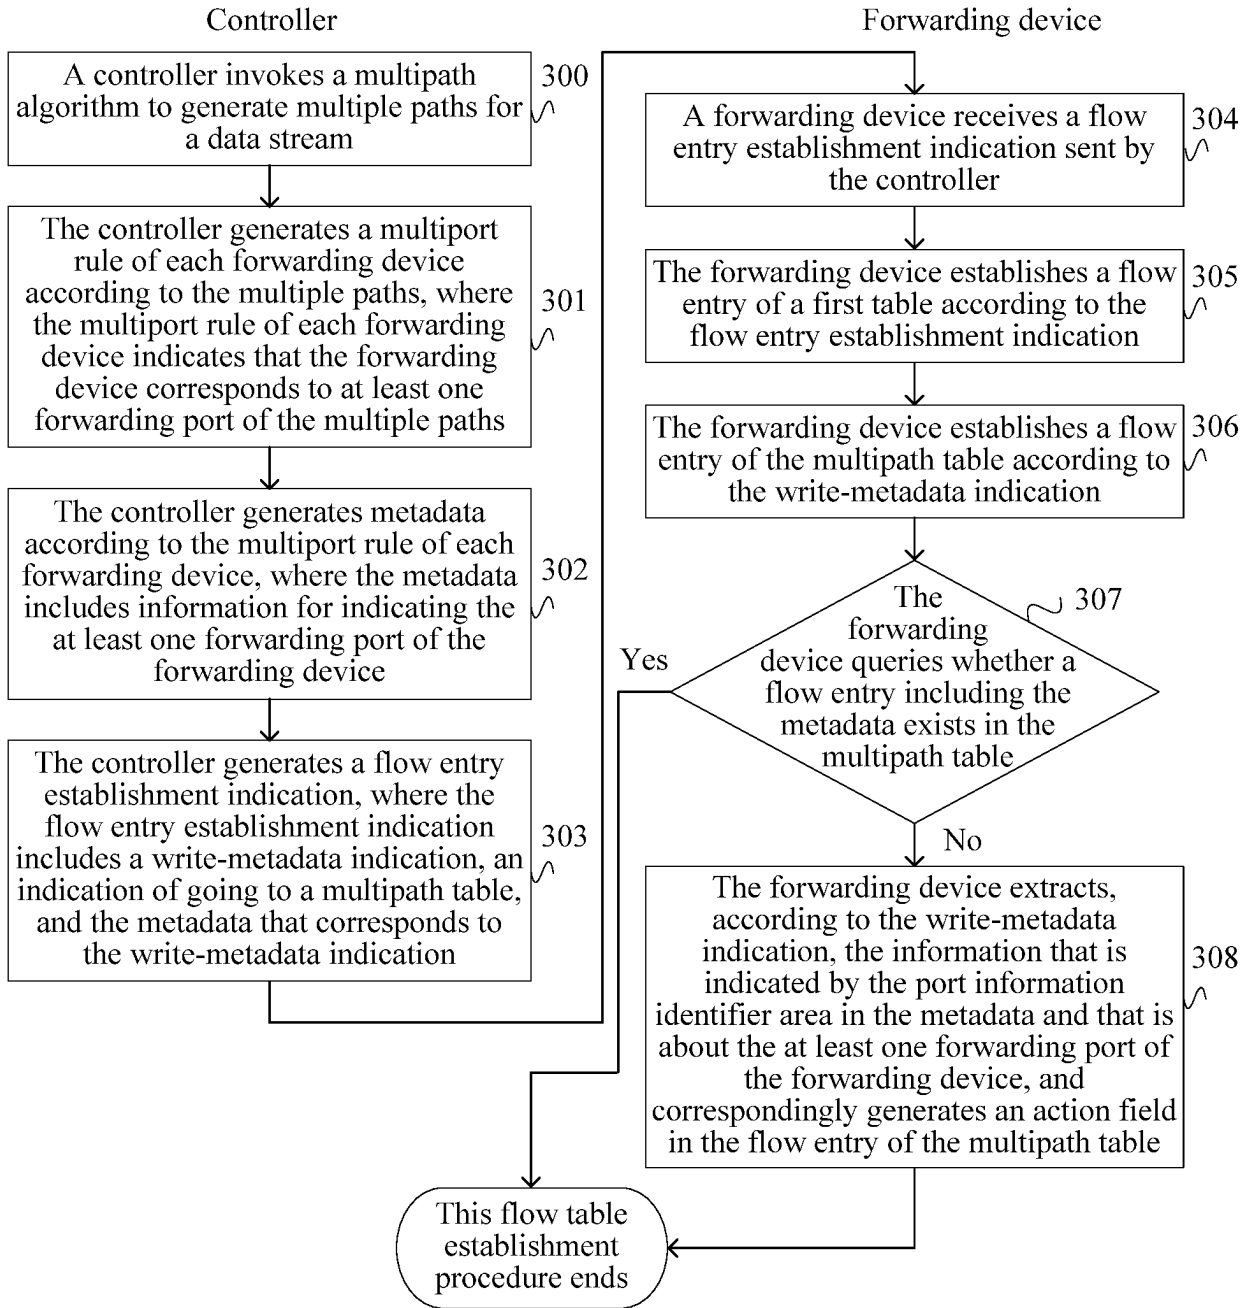 Controller
A controller invokes a multipath
algorithm to generate multiple paths for
a data stream
300
The controller generates a multiport
rule of each forwarding device
according to the multiple paths, where
the multiport rule of each forwarding
device indicates that the forwarding
device corresponds to at least one
forwarding port of the multiple paths
301
The controller generates metadata
according to the multiport rule of each
forwarding device, where the metadata
includes information for indicating the
at least one forwarding port of the
forwarding device
302
The controller generates a flow entry
establishment indication, where the
flow entry establishment indication
includes a write-metadata indication, an
indication of going to a multipath table,
and the metadata that corresponds to
the write-metadata indication
303
Forwarding device
A forwarding device receives a flow
entry establishment indication sent by
the controller
304
The forwarding device establishes a flow
entry of a first table according to the
flow entry establishment indication
305
The forwarding device establishes a flow
entry of the multipath table according to
the write-metadata indication
306
The
forwarding
device queries whether a
flow entry including the
metadata exists in the
multipath table
307
Yes
No
The forwarding device extracts,
according to the write-metadata
indication, the information that is
indicated by the port information
identifier area in the metadata and that is
about the at least one forwarding port of
the forwarding device, and
correspondingly generates an action field
in the flow entry of the multipath table
308
This flow table
establishment
procedure ends